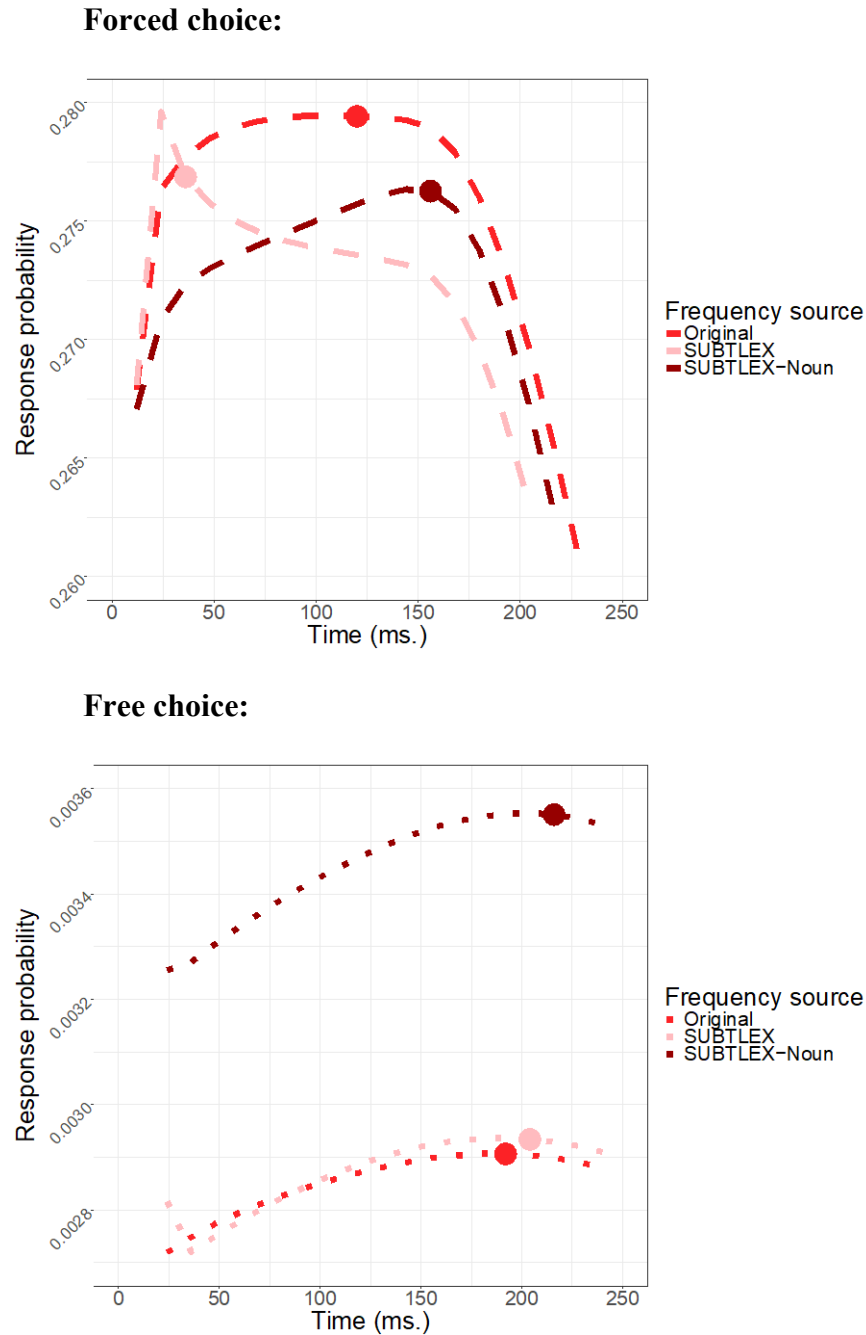 Forced choice:
0.280
0.275
0.270
0.265
0.260
Response probability
0
50
100
150
200
250
Time (ms.)
Frequency source
Original
SUBTLEX
SUBTLEX-Noun
Free choice:
0.0036
0.0034
0.0032
0.0030
0.0028
Response probability
0
50
100
150
200
250
Time (ms.)
Frequency source
Original
SUBTLEX
SUBTLEX-Noun